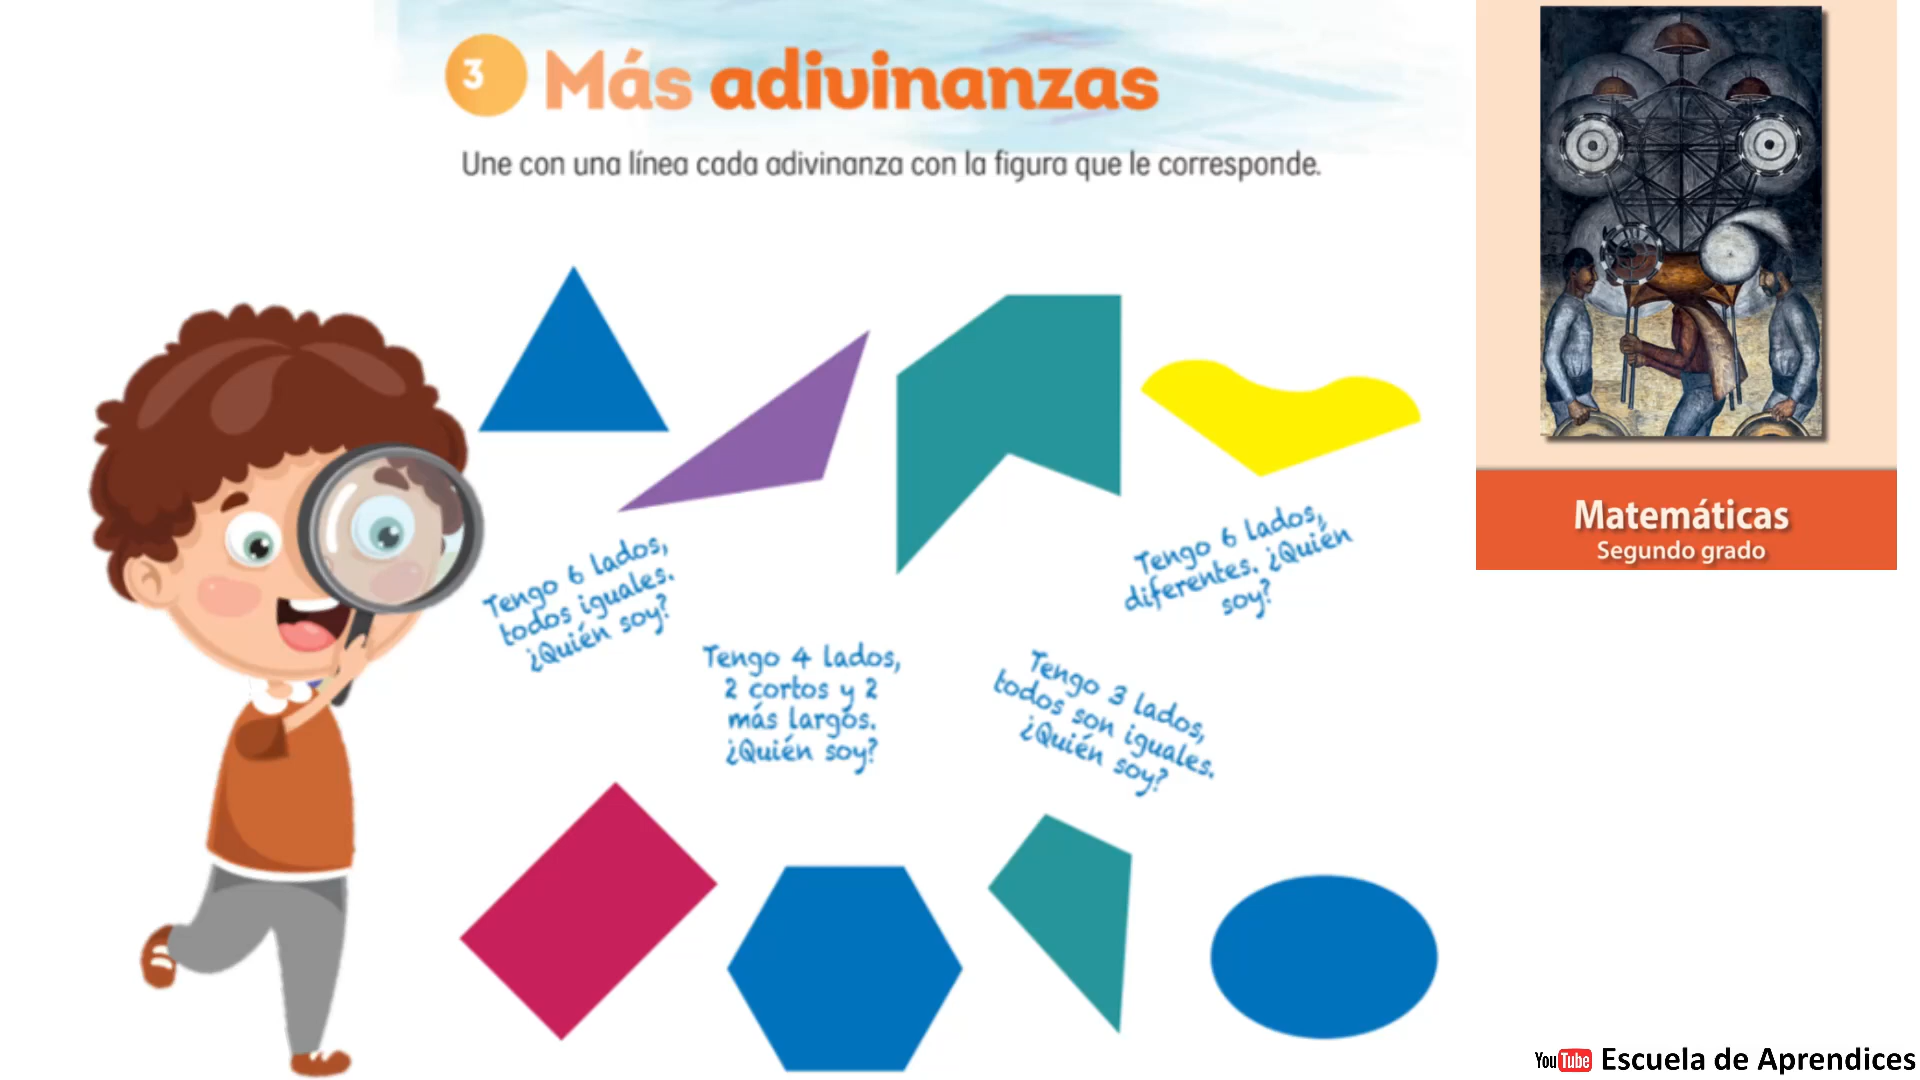 3 Más adivinanzas
Une con una línea cada adivinanza con la figura que le corresponde.
Tengo 6 lados,
todos iguales.
¿Quién soy?
Tengo 4 lados,
2 cortos y 2
más largos.
¿Quién soy?
Tengo 3 lados,
todos son iguales.
¿Quién
soy?
Tengo 6 lados,
diferentes. ¿Quién
soy?
Matemáticas
Segundo grado
YouTube Escuela de Aprendices